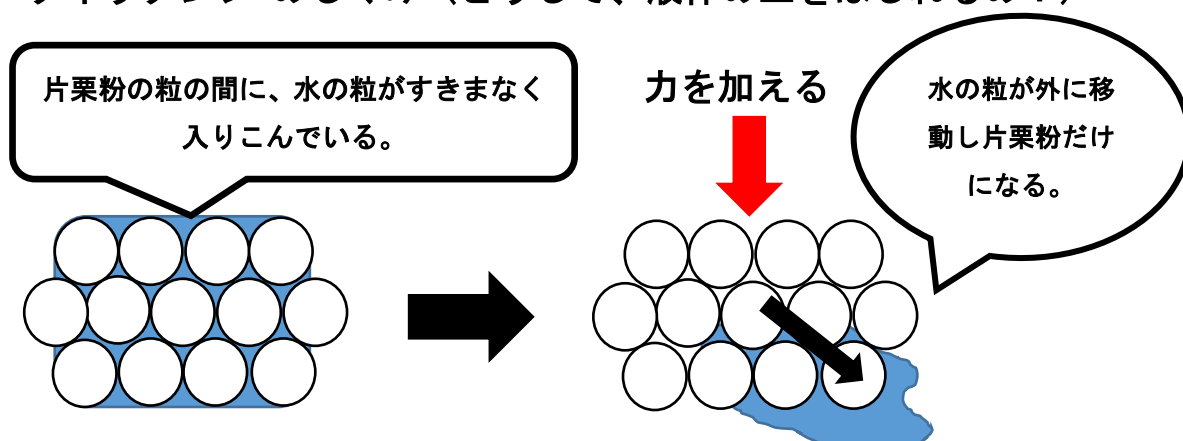 片栗粉の粒の間に、水の粒がすきまなく
入りこんでいる。
力を加える
水の粒が外に移
動し片栗粉だけ
になる。